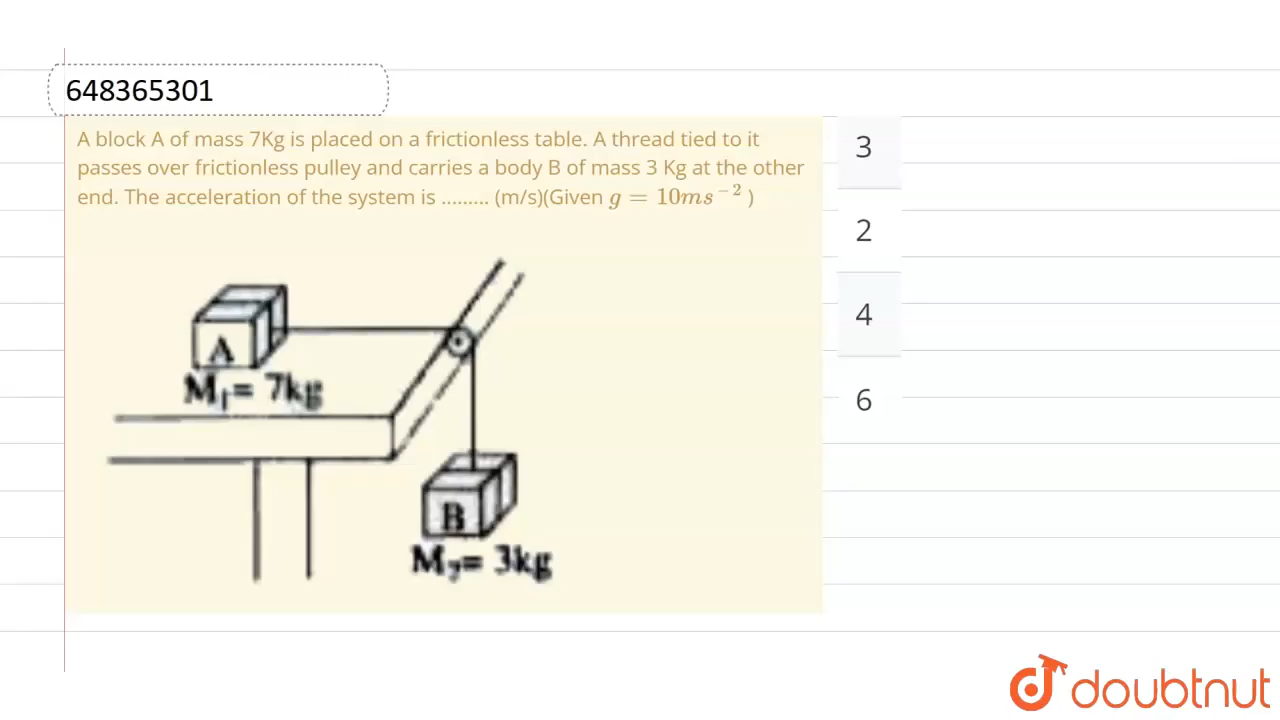 648365301
A block A of mass 7Kg is placed on a frictionless table. A thread tied to it
passes over frictionless pulley and carries a body B of mass 3 Kg at the other
end. The acceleration of the system is ......... (m/s)(Given g = 10ms⁻² )
A
M₁= 7kg
B
M₂= 3kg
3
2
4
6
doubtnut